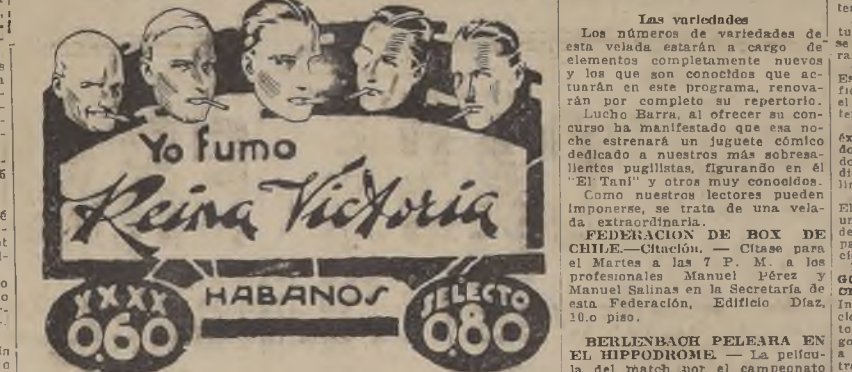 Yo Fumo
Reina Victoria
HABANOS
XXXX
0.60
SELECTO
0.80
Las variedades
Los números de variedades de
esta velada estarán a cargo de
elementos completamente nuevos
y los que son conocidos que ac-
tuarán en este programa, renova-
rán por completo su repertorio.
Lucho Barra, al ofrecer su con-
curso ha manifestado que esa no-
che estrenará un juguete cómico
dedicado a nuestros más sobresa-
lientes pugilistas, figurando en él
"El Tani" y otros muy conocidos.
Como nuestros lectores pueden
imponerse, se trata de una vela-
da extraordinaria.
FEDERACION DE BOX DE
CHILE.—Citación. — Cítase para
el Martes a las 7 P. M. a los
profesionales Manuel Pérez y
Manuel Salinas en la Secretaría de
esta Federación, Edificio Díaz,
10.o piso.
BERLENBACH PELEARA EN
EL HIPPODROME. — La pelícu-
la del match por el campeonato